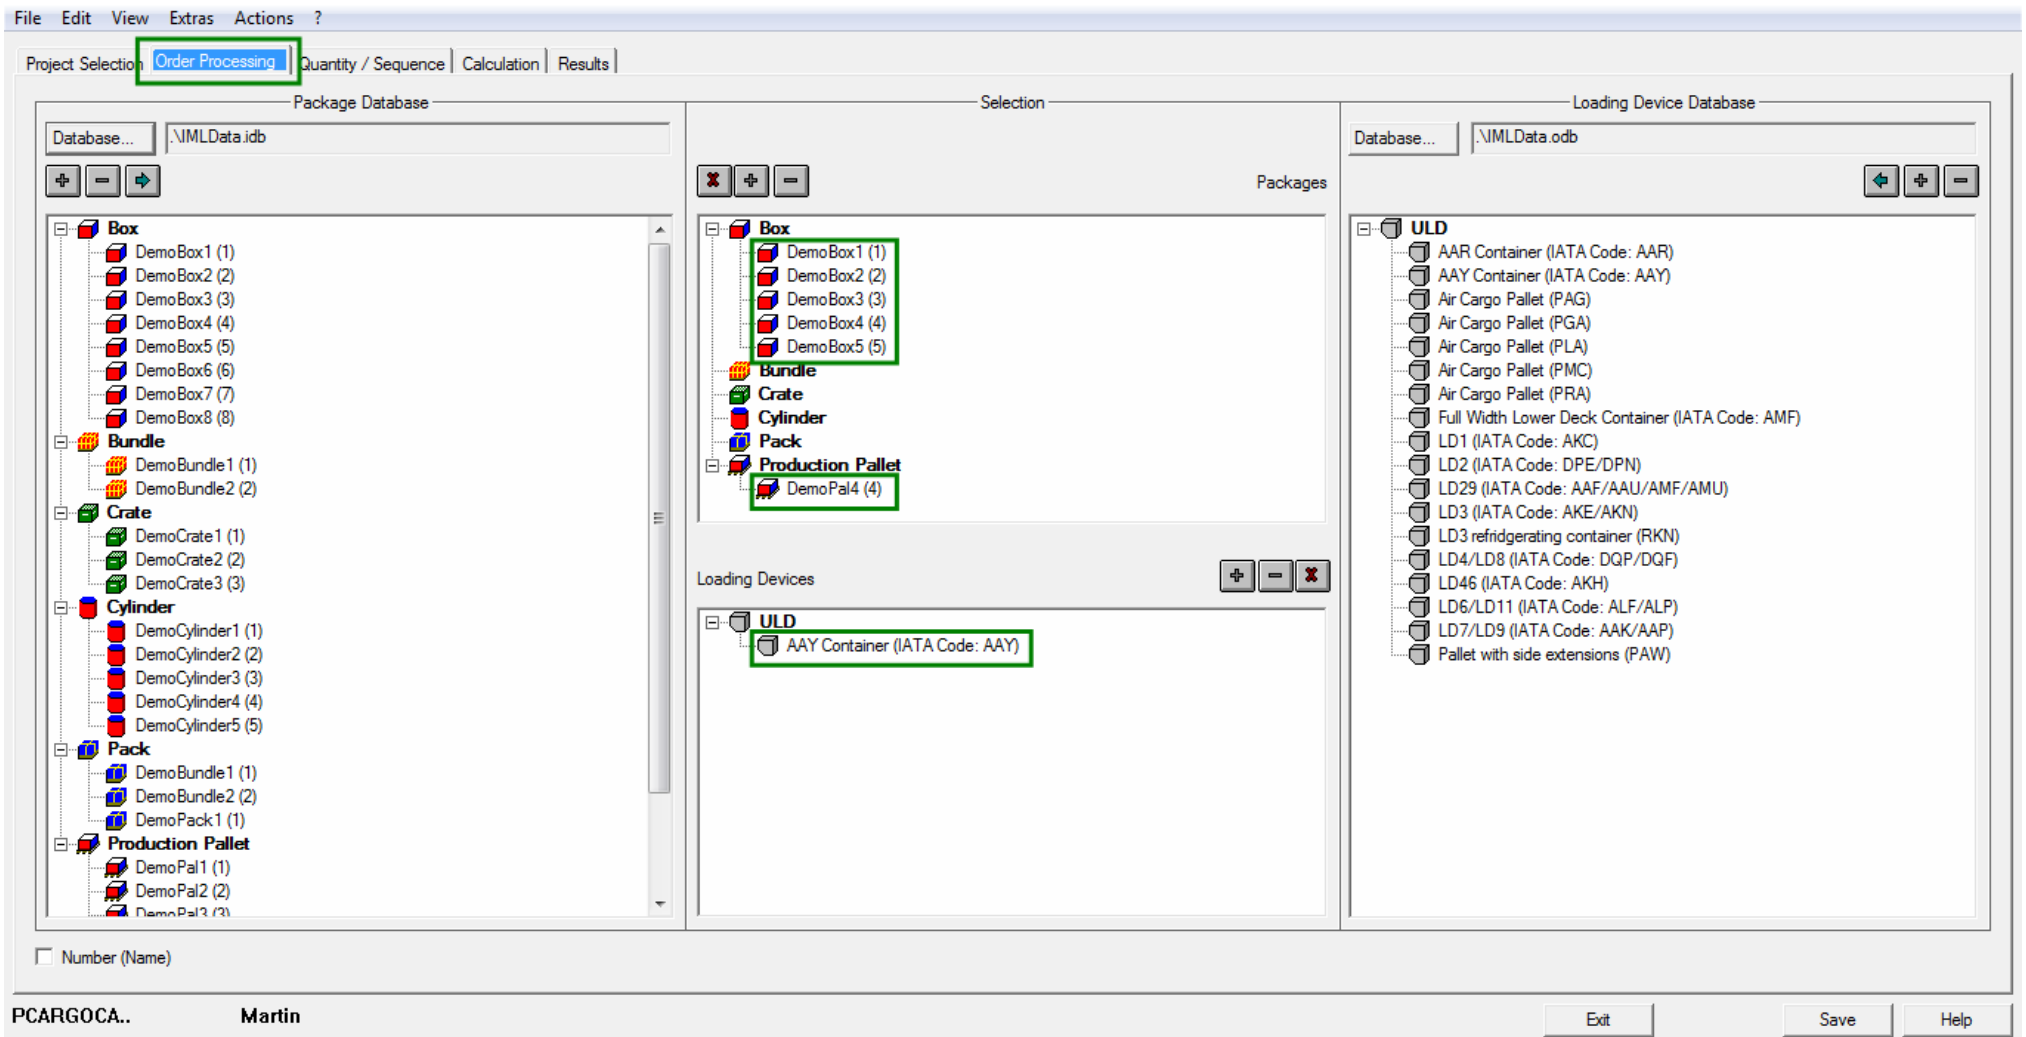 File Edit View Extras Actions ?
Project Selection Order Processing Quantity / Sequence Calculation Results
Package Database
Database... .\IMLData.idb
Box
DemoBox1 (1)
DemoBox2 (2)
DemoBox3 (3)
DemoBox4 (4)
DemoBox5 (5)
DemoBox6 (6)
DemoBox7 (7)
DemoBox8 (8)
Bundle
DemoBundle1 (1)
DemoBundle2 (2)
Crate
DemoCrate1 (1)
DemoCrate2 (2)
DemoCrate3 (3)
Cylinder
DemoCylinder1 (1)
DemoCylinder2 (2)
DemoCylinder3 (3)
DemoCylinder4 (4)
DemoCylinder5 (5)
Pack
DemoBundle1 (1)
DemoBundle2 (2)
DemoPack1 (1)
Production Pallet
DemoPal1 (1)
DemoPal2 (2)
DemoPal3 (3)
Number (Name)
Selection
Packages
Box
DemoBox1 (1)
DemoBox2 (2)
DemoBox3 (3)
DemoBox4 (4)
DemoBox5 (5)
Bundle
Crate
Cylinder
Pack
Production Pallet
DemoPal4 (4)
Loading Devices
ULD
AAY Container (IATA Code: AAY)
Loading Device Database
Database... .\IMLData.odb
ULD
AAR Container (IATA Code: AAR)
AAY Container (IATA Code: AAY)
Air Cargo Pallet (PAG)
Air Cargo Pallet (PGA)
Air Cargo Pallet (PLA)
Air Cargo Pallet (PMC)
Air Cargo Pallet (PRA)
Full Width Lower Deck Container (IATA Code: AMF)
LD1 (IATA Code: AKC)
LD2 (IATA Code: DPE/DPN)
LD29 (IATA Code: AAF/AAU/AMF/AMU)
LD3 (IATA Code: AKE/AKN)
LD3 refridgerating container (RKN)
LD4/LD8 (IATA Code: DQP/DQF)
LD46 (IATA Code: AKH)
LD6/LD11 (IATA Code: ALF/ALP)
LD7/LD9 (IATA Code: AAK/AAP)
Pallet with side extensions (PAW)
PCARGOCA.. Martin Exit Save Help